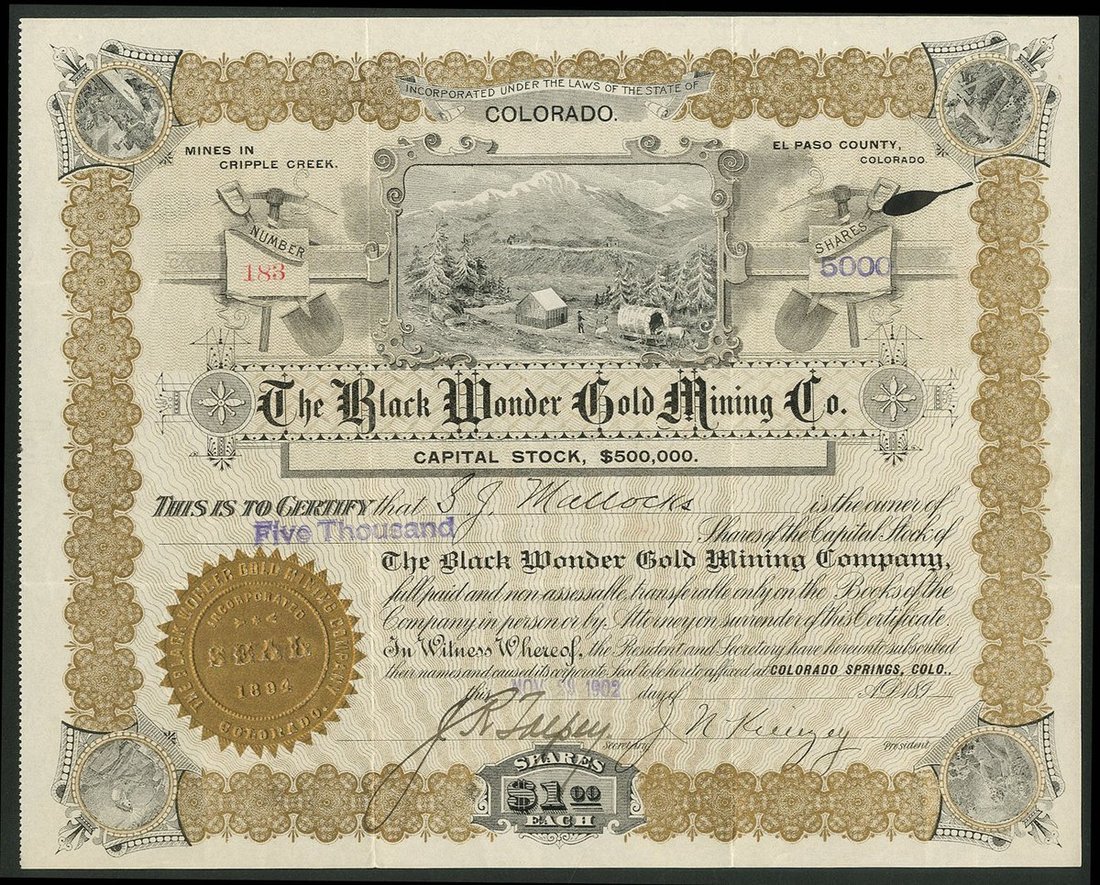 INCORPORATED UNDER THE LAWS OF THE STATE OF
COLORADO.
MINES IN
CRIPPLE CREEK.
EL PASO COUNTY,
COLORADO.
NUMBER
183
SHARES
5000
The Black Wonder Gold Mining Co.
CAPITAL STOCK, $500,000.
THIS IS TO CERTIFY that S. J. Mullocks is the owner of
Five Thousand Shares of the Capital Stock of
The Black Wonder Gold Mining Company,
full paid and non-assessable, transferable only on the Books of the
Company in person or by Attorney on surrender of this Certificate
In Witness Whereof, the President and Secretary have hereunto subscribed
their names and caused its corporate Seal to be hereto affixed at COLORADO SPRINGS, COLO.,
this NOV 1902 day of A.D. 189
J. R.
Secretary
J. N.
President
THE BLACK WONDER GOLD MINING COMPANY
INCORPORATED
SEAL
1894
COLORADO.
SHARES
$1.00
EACH